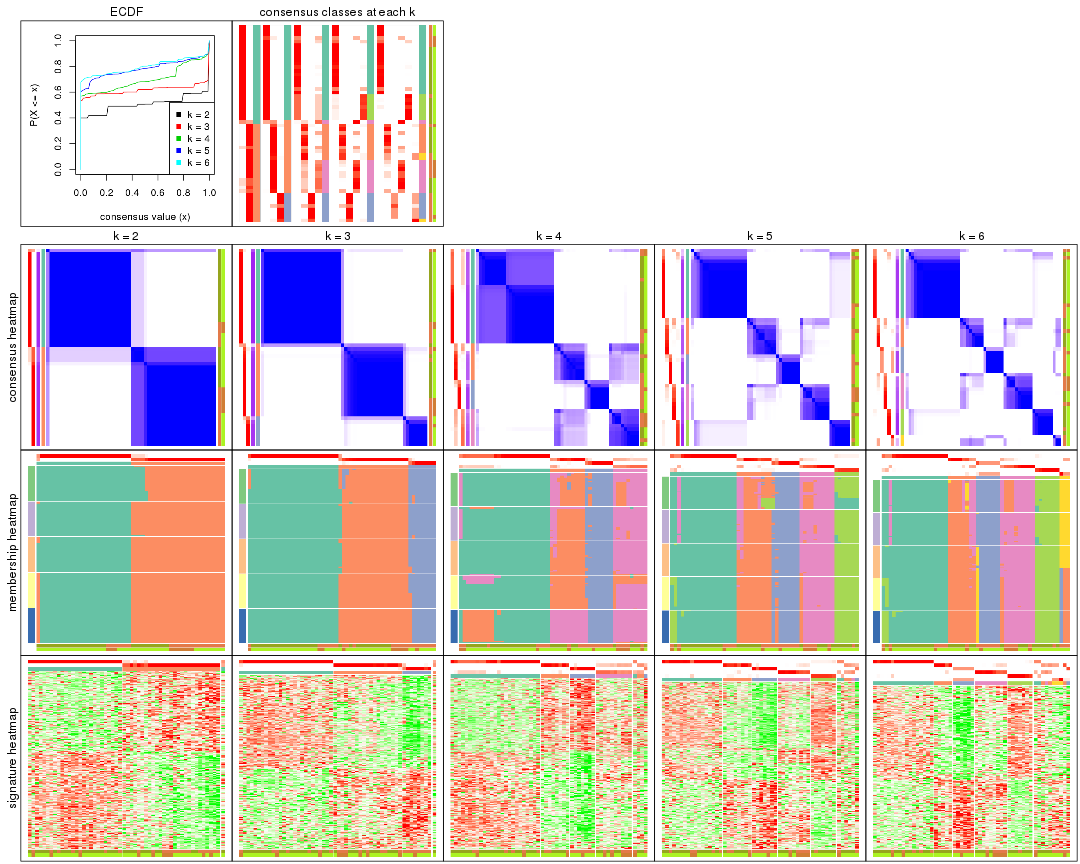 ECDF
consensus classes at each k
P(X <= x)
0.0 0.2 0.4 0.6 0.8 1.0
k = 2
k = 3
k = 4
k = 5
k = 6
0.0 0.2 0.4 0.6 0.8 1.0
consensus value (x)
k = 2 k = 3 k = 4 k = 5 k = 6
consensus heatmap
membership heatmap
signature heatmap